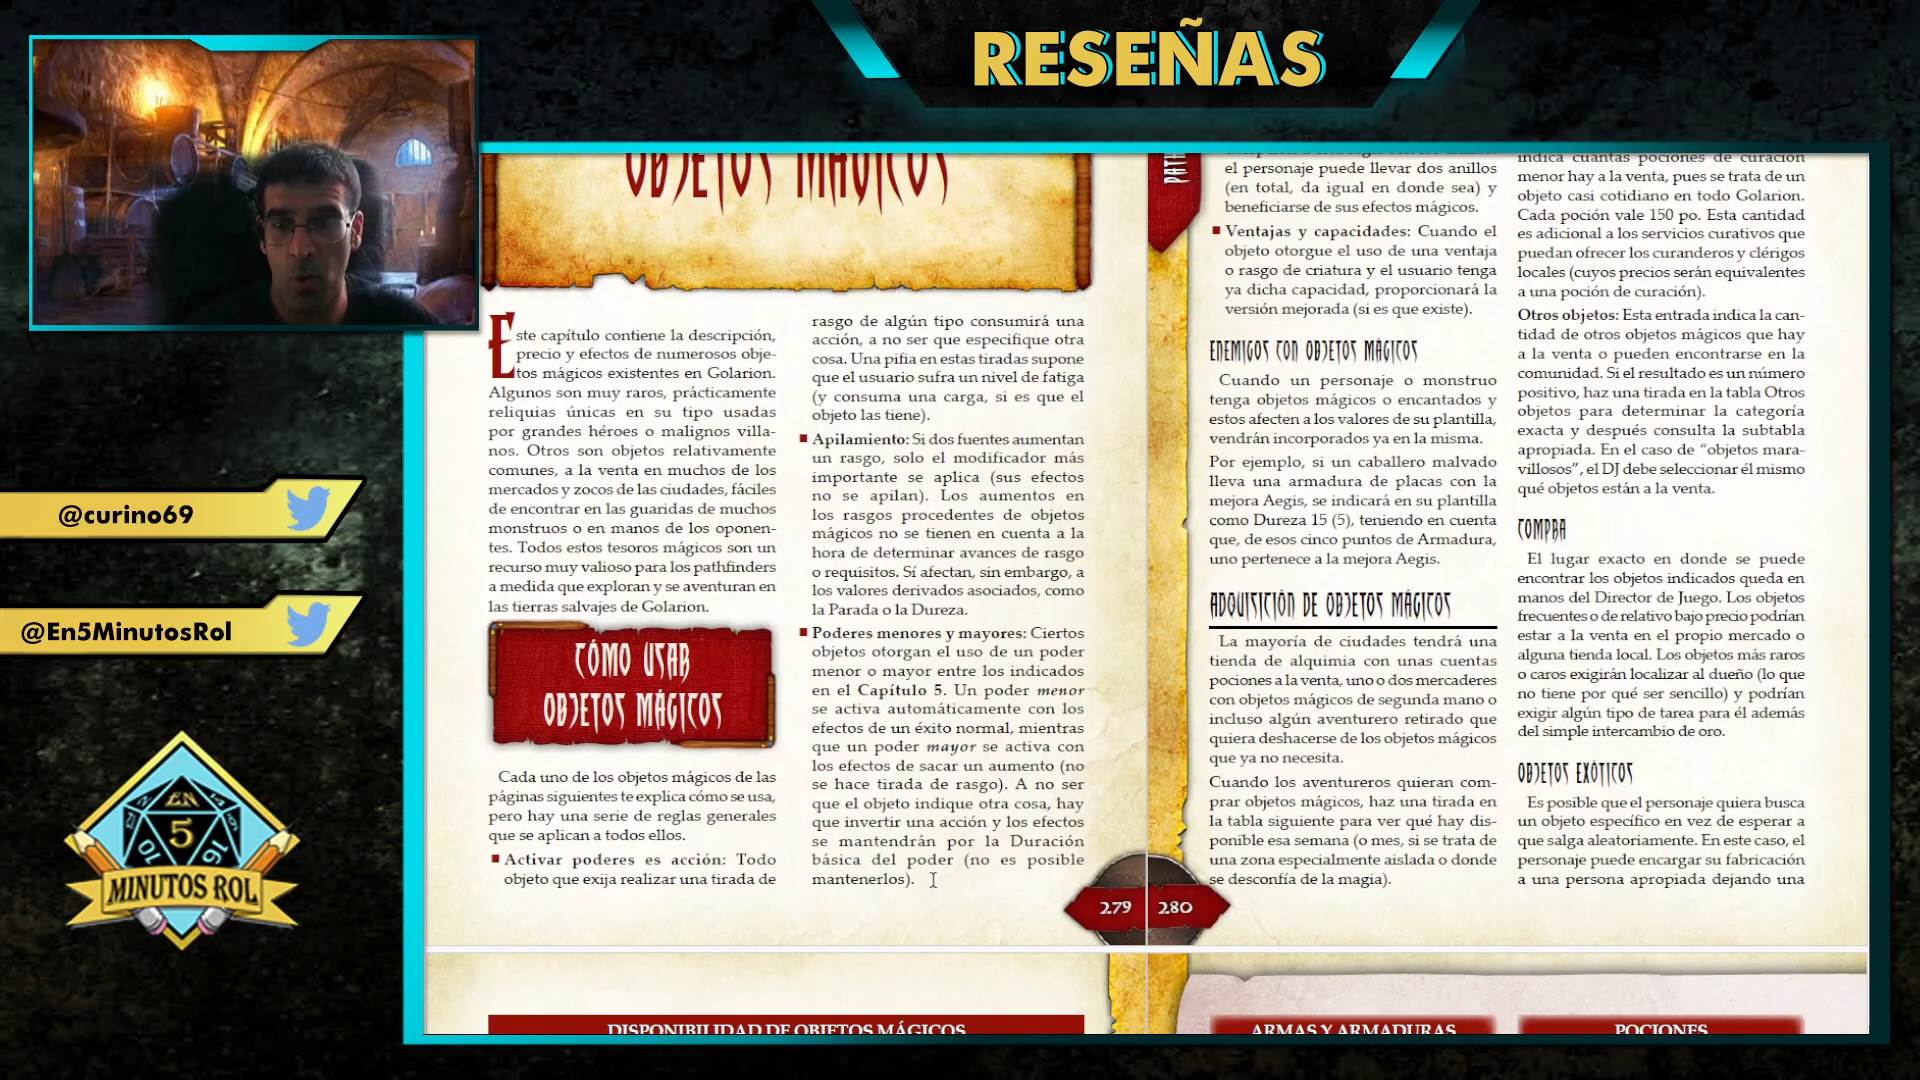 RESEÑAS
@curino69
@En5MinutosRol
EN
5
MINUTOS ROL
OBJETOS MÁGICOS
Este capítulo contiene la descripción,
precio y efectos de numerosos obje-
tos mágicos existentes en Golarion.
Algunos son muy raros, prácticamente
reliquias únicas en su tipo usadas
por grandes héroes o malignos villa-
nos. Otros son objetos relativamente
comunes, a la venta en muchos de los
mercados y zocos de las ciudades, fáciles
de encontrar en las guaridas de muchos
monstruos o en manos de los oponen-
tes. Todos estos tesoros mágicos son un
recurso muy valioso para los pathfinders
a medida que exploran y se aventuran en
las tierras salvajes de Golarion.
CÓMO USAR
OBJETOS MÁGICOS
Cada uno de los objetos mágicos de las
páginas siguientes te explica cómo se usa,
pero hay una serie de reglas generales
que se aplican a todos ellos.
Activar poderes es acción: Todo
objeto que exija realizar una tirada de
rasgo de algún tipo consumirá una
acción, a no ser que especifique otra
cosa. Una pifia en estas tiradas supone
que el usuario sufra un nivel de fatiga
(y consuma una carga, si es que el
objeto las tiene).
Apilamiento: Si dos fuentes aumentan
un rasgo, solo el modificador más
importante se aplica (sus efectos
no se apilan). Los aumentos en
los rasgos procedentes de objetos
mágicos no se tienen en cuenta a la
hora de determinar avances de rasgo
o requisitos. Sí afectan, sin embargo, a
los valores derivados asociados, como
la Parada o la Dureza.
Poderes menores y mayores: Ciertos
objetos otorgan el uso de un poder
menor o mayor entre los indicados
en el Capítulo 5. Un poder menor
se activa automáticamente con los
efectos de un éxito normal, mientras
que un poder mayor se activa con
los efectos de sacar un aumento (no
se hace tirada de rasgo). A no ser
que el objeto indique otra cosa, hay
que invertir una acción y los efectos
se mantendrán por la Duración
básica del poder (no es posible
mantenerlos).
279
280
PATH
el personaje puede llevar dos anillos
(en total, da igual en donde sea) y
beneficiarse de sus efectos mágicos.
Ventajas y capacidades: Cuando el
objeto otorgue el uso de una ventaja
o rasgo de criatura y el usuario tenga
ya dicha capacidad, proporcionará la
versión mejorada (si es que existe).
ENEMIGOS CON OBJETOS MÁGICOS
Cuando un personaje o monstruo
tenga objetos mágicos o encantados y
estos afecten a los valores de su plantilla,
vendrán incorporados ya en la misma.
Por ejemplo, si un caballero malvado
lleva una armadura de placas con la
mejora Aegis, se indicará en su plantilla
como Dureza 15 (5), teniendo en cuenta
que, de esos cinco puntos de Armadura,
uno pertenece a la mejora Aegis.
ADQUISICIÓN DE OBJETOS MÁGICOS
La mayoría de ciudades tendrá una
tienda de alquimia con unas cuentas
pociones a la venta, uno o dos mercaderes
con objetos mágicos de segunda mano o
incluso algún aventurero retirado que
quiera deshacerse de los objetos mágicos
que ya no necesita.
Cuando los aventureros quieran com-
prar objetos mágicos, haz una tirada en
la tabla siguiente para ver qué hay dis-
ponible esa semana (o mes, si se trata de
una zona especialmente aislada o donde
se desconfía de la magia).
indica cuántas pociones de curación
menor hay a la venta, pues se trata de un
objeto casi cotidiano en todo Golarion.
Cada poción vale 150 po. Esta cantidad
es adicional a los servicios curativos que
puedan ofrecer los curanderos y clérigos
locales (cuyos precios serán equivalentes
a una poción de curación).
Otros objetos: Esta entrada indica la can-
tidad de otros objetos mágicos que hay
a la venta o pueden encontrarse en la
comunidad. Si el resultado es un número
positivo, haz una tirada en la tabla Otros
objetos para determinar la categoría
exacta y después consulta la subtabla
apropiada. En el caso de “objetos mara-
villosos”, el DJ debe seleccionar él mismo
qué objetos están a la venta.
COMPRA
El lugar exacto en donde se puede
encontrar los objetos indicados queda en
manos del Director de Juego. Los objetos
frecuentes o de relativo bajo precio podrían
estar a la venta en el propio mercado o
alguna tienda local. Los objetos más raros
o caros exigirán localizar al dueño (lo que
no tiene por qué ser sencillo) y podrían
exigir algún tipo de tarea para él además
del simple intercambio de oro.
OBJETOS EXÓTICOS
Es posible que el personaje quiera busca
un objeto específico en vez de esperar a
que salga aleatoriamente. En este caso, el
personaje puede encargar su fabricación
a una persona apropiada dejando una
DISPONIBILIDAD DE OBJETOS MÁGICOS
ARMAS Y ARMADURAS
POCIONES